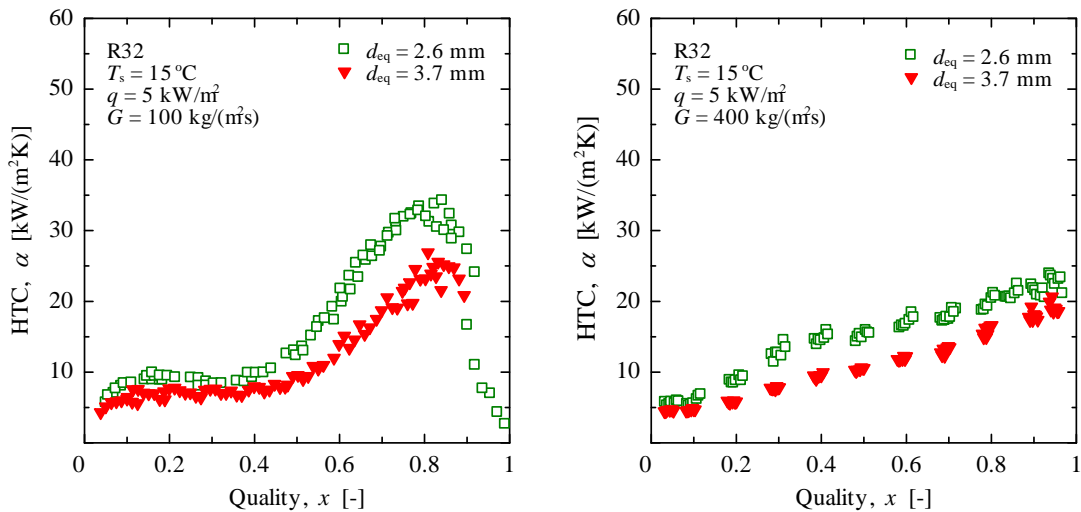 60
50
40
30
20
10
0
0.2
0.4
0.6
0.8
1
HTC, α [kW/(m²K)]
Quality, x [-]
R32
Tₛ = 15 °C
q = 5 kW/m²
G = 100 kg/(m²s)
d_eq = 2.6 mm
d_eq = 3.7 mm
60
50
40
30
20
10
0
0.2
0.4
0.6
0.8
1
HTC, α [kW/(m²K)]
Quality, x [-]
R32
Tₛ = 15 °C
q = 5 kW/m²
G = 400 kg/(m²s)
d_eq = 2.6 mm
d_eq = 3.7 mm